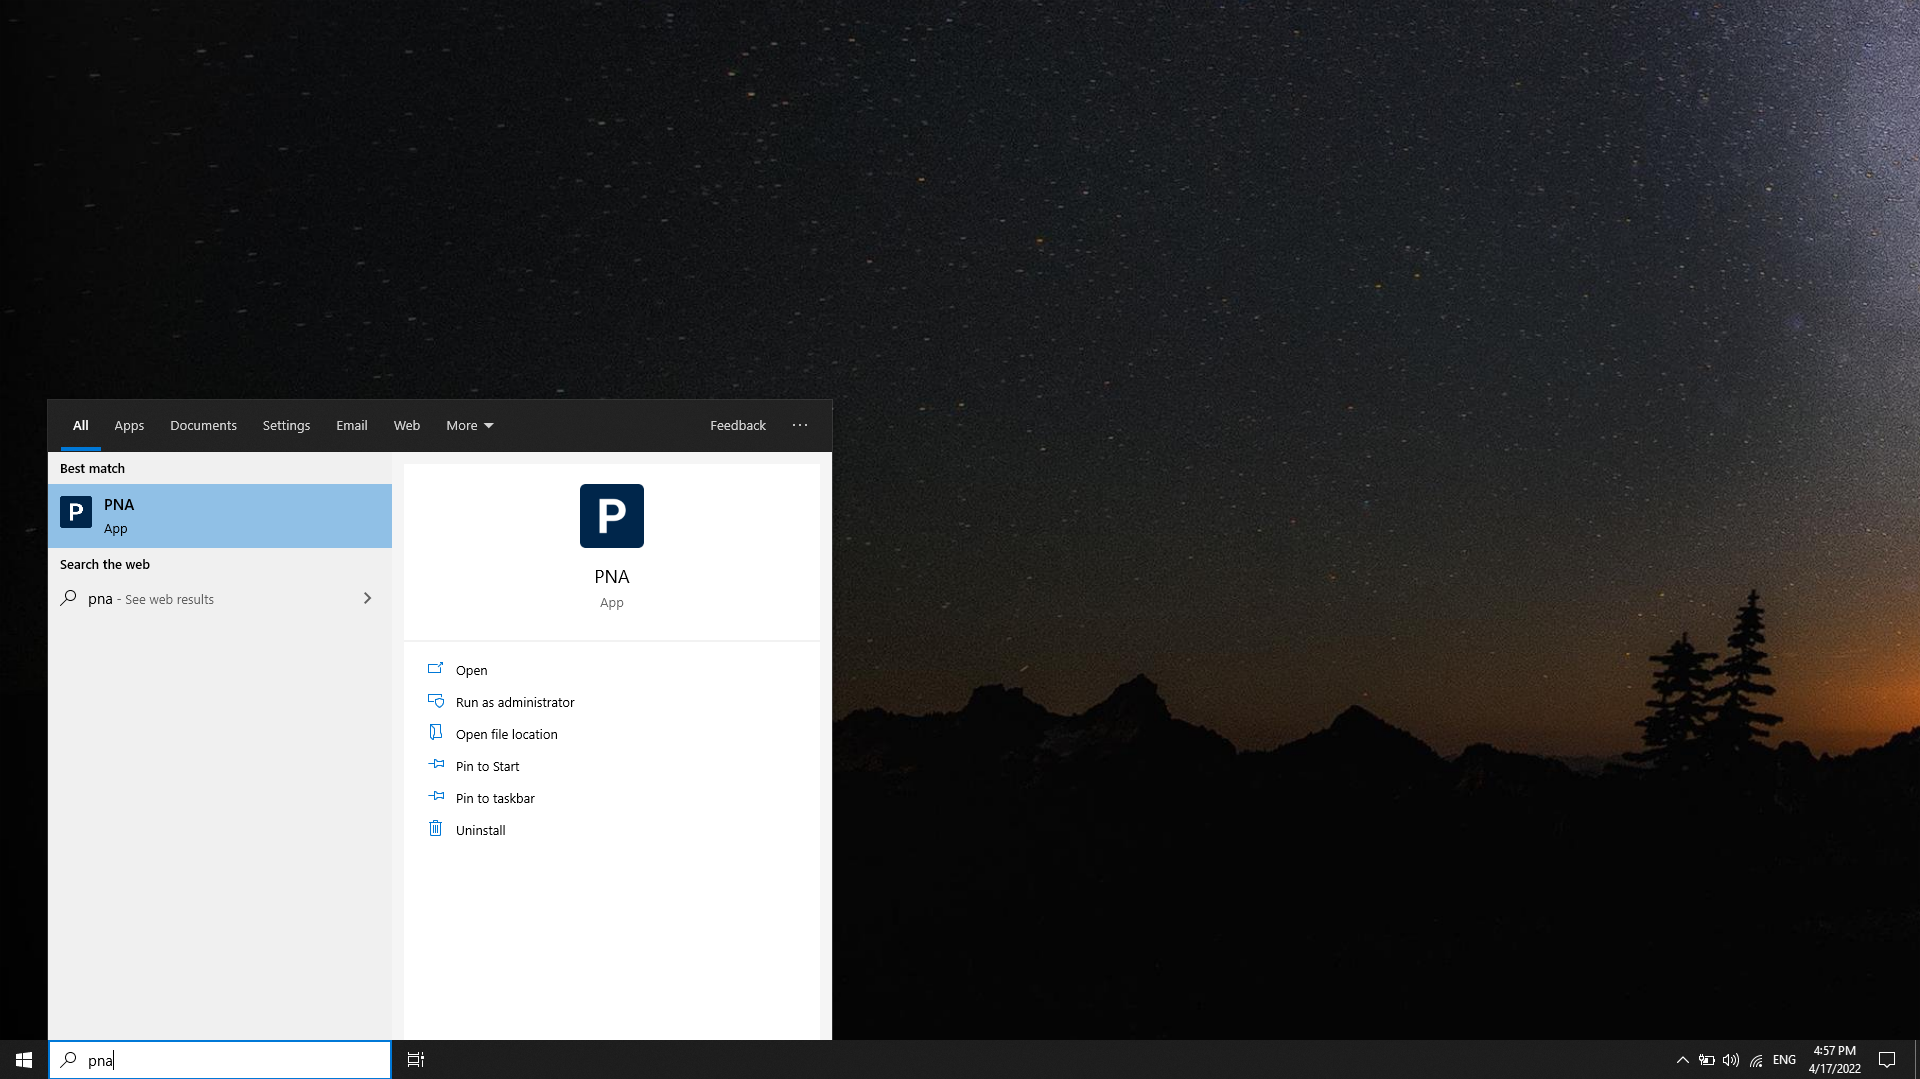 All Apps Documents Settings Email Web More Feedback ...
Best match
P PNA
App
Search the web
pna - See web results
P
PNA
App
Open
Run as administrator
Open file location
Pin to Start
Pin to taskbar
Uninstall
pna
ENG
4:57 PM
4/17/2022